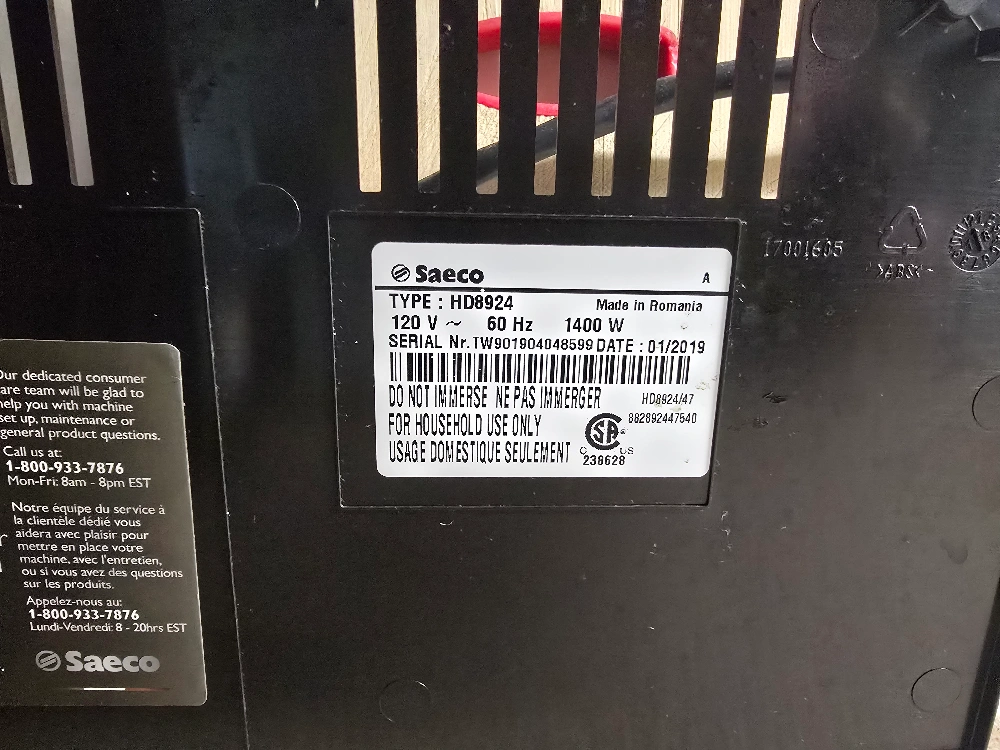 Saeco
A
TYPE : HD8924
Made in Romania
120 V ~ 60 Hz 1400 W
SERIAL Nr. TW901904048599 DATE : 01/2019
DO NOT IMMERSE NE PAS IMMERGER
HD8924/47
FOR HOUSEHOLD USE ONLY
882892447540
USAGE DOMESTIQUE SEULEMENT
C US
238628
17001605
>ABS<
dedicated consumer
team will be glad to
help you with machine
set up, maintenance or
general product questions.
Call us at:
1-800-933-7876
Mon-Fri: 8am - 8pm EST
Notre équipe du service à
la clientèle dédié vous
aidera avec plaisir pour
mettre en place votre
machine, avec l'entretien,
ou si vous avez des questions
sur les produits.
Appelez-nous au:
1-800-933-7876
Lundi-Vendredi: 8 - 20hrs EST
Saeco